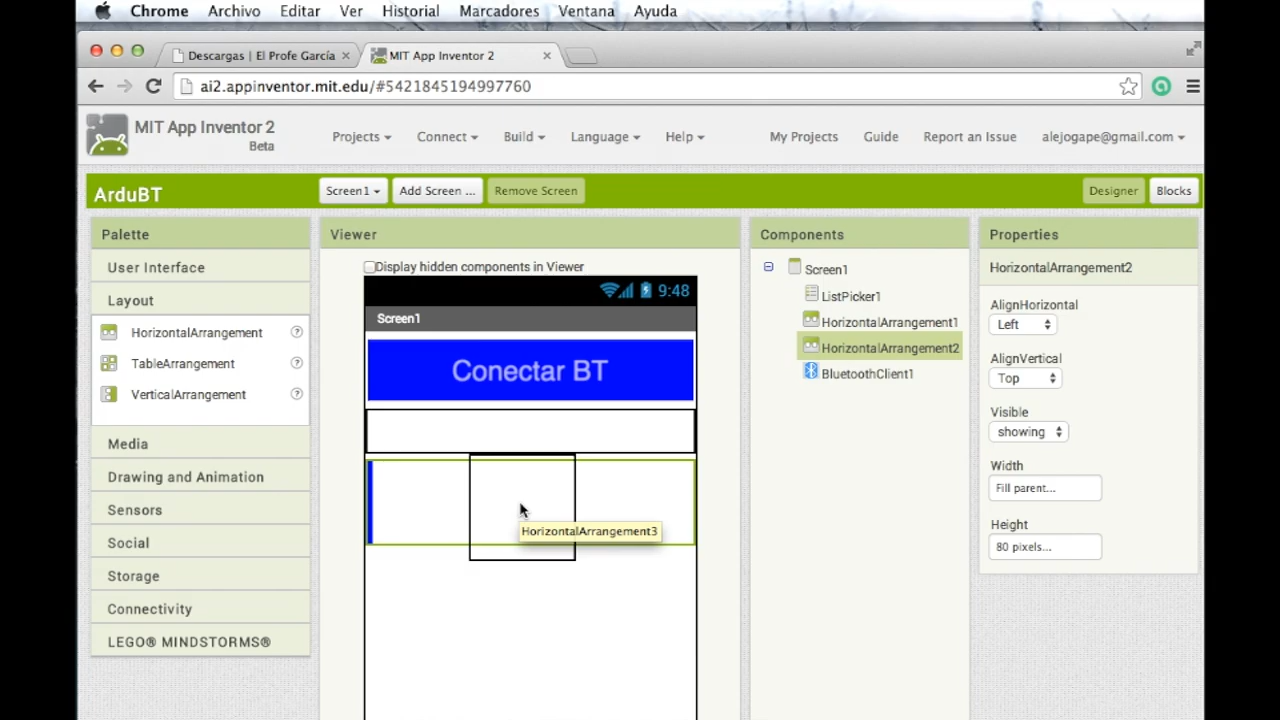 Chrome Archivo Editar Ver Historial Marcadores Ventana Ayuda
Descargas | El Profe García
MIT App Inventor 2
ai2.appinventor.mit.edu/#5421845194997760
MIT App Inventor 2
Beta
Projects Connect Build Language Help My Projects Guide Report an Issue alejogape@gmail.com
ArduBT Screen1 Add Screen ... Remove Screen Designer Blocks
Palette
User Interface
Layout
HorizontalArrangement ?
TableArrangement ?
VerticalArrangement ?
Media
Drawing and Animation
Sensors
Social
Storage
Connectivity
LEGO® MINDSTORMS®
Viewer
Display hidden components in Viewer
9:48
Screen1
Conectar BT
HorizontalArrangement3
Components
Screen1
ListPicker1
HorizontalArrangement1
HorizontalArrangement2
BluetoothClient1
Properties
HorizontalArrangement2
AlignHorizontal
Left
AlignVertical
Top
Visible
showing
Width
Fill parent...
Height
80 pixels...